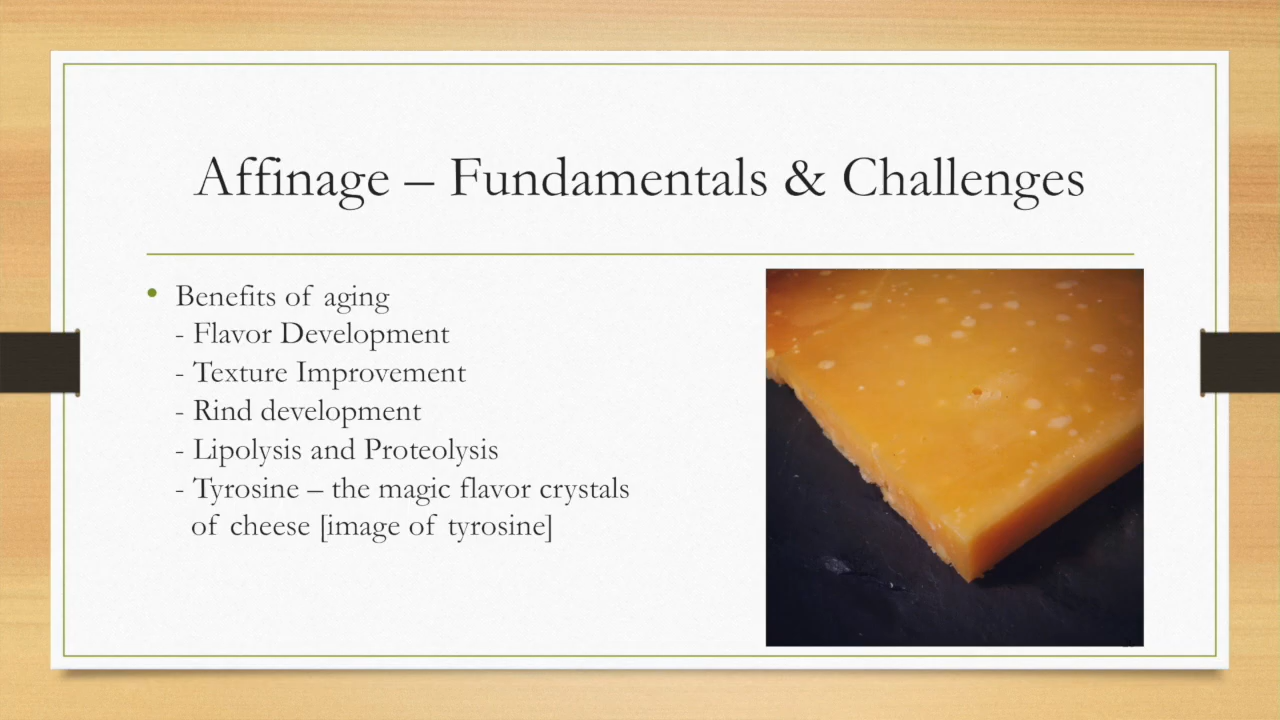 Affinage – Fundamentals & Challenges
• Benefits of aging
- Flavor Development
- Texture Improvement
- Rind development
- Lipolysis and Proteolysis
- Tyrosine – the magic flavor crystals
of cheese [image of tyrosine]